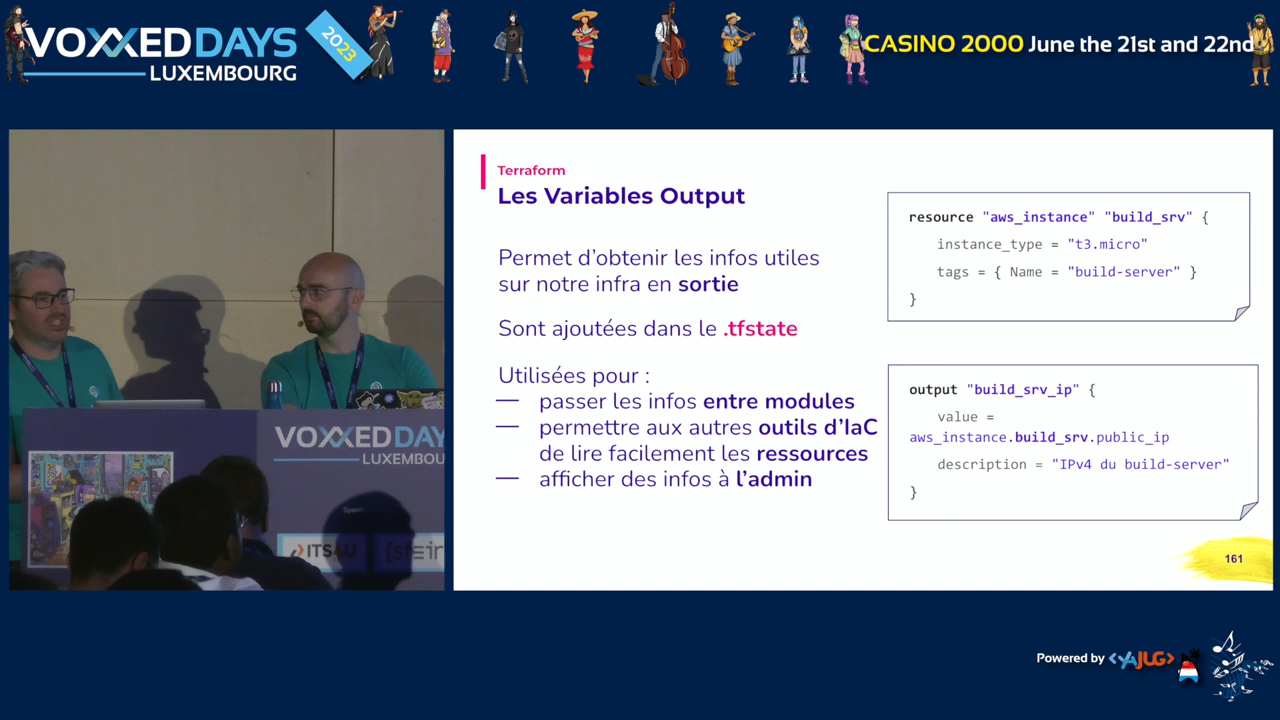 VOXXED DAYS
LUXEMBOURG
2023
CASINO 2000 June the 21st and 22nd
Terraform
Les Variables Output
Permet d’obtenir les infos utiles
sur notre infra en sortie
Sont ajoutées dans le .tfstate
Utilisées pour :
— passer les infos entre modules
— permettre aux autres outils d’IaC
de lire facilement les ressources
— afficher des infos à l’admin
resource "aws_instance" "build_srv" {
instance_type = "t3.micro"
tags = { Name = "build-server" }
}
output "build_srv_ip" {
value =
aws_instance.build_srv.public_ip
description = "IPv4 du build-server"
}
161
VOXXED DAY
LUXEMBOU
ITS4U
Powered by <YAJUG>